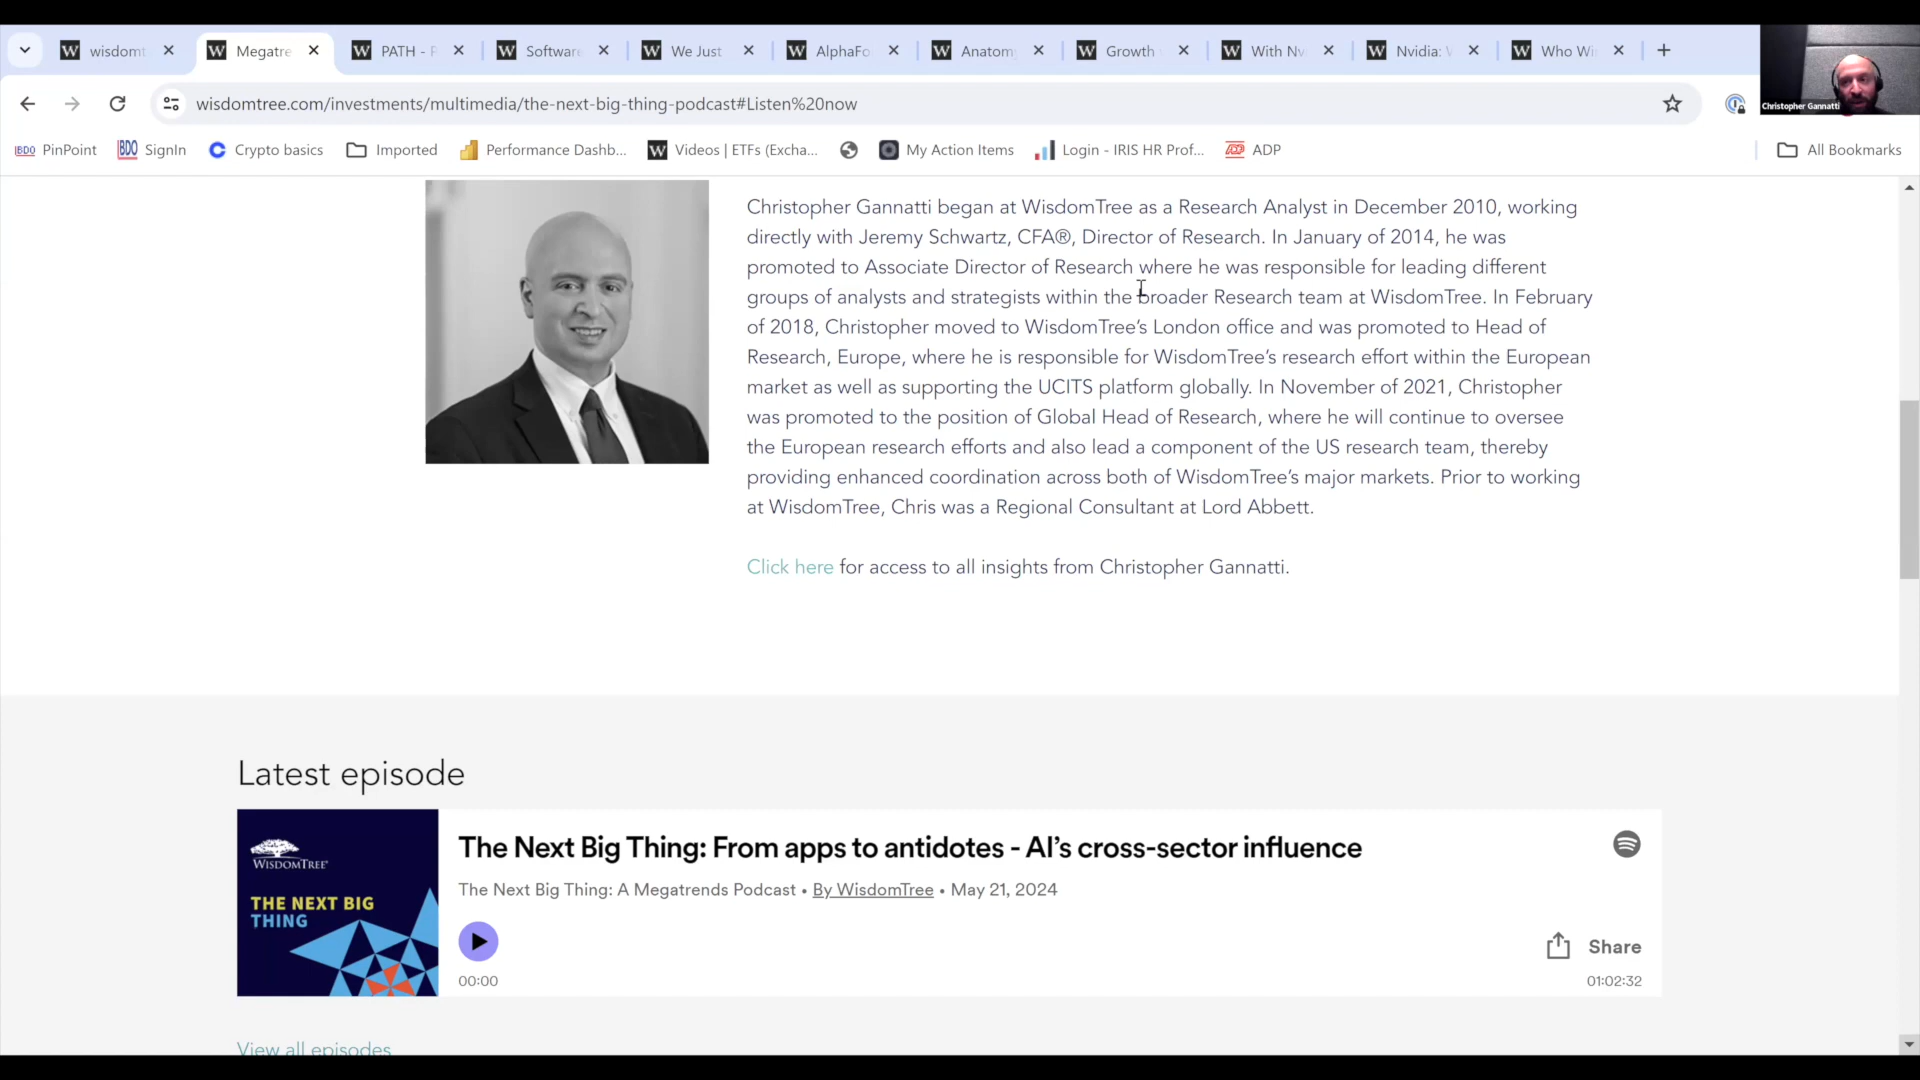 wisdomt
Megatre
PATH - F
Software
We Just
AlphaFo
Anatom
Growth
With Nv
Nvidia: V
Who Wi
wisdomtree.com/investments/multimedia/the-next-big-thing-podcast#Listen%20now
Christopher Gannatti
BDO PinPoint
BDO SignIn
Crypto basics
Imported
Performance Dashb...
Videos | ETFs (Excha...
My Action Items
Login - IRIS HR Prof...
ADP
All Bookmarks
Christopher Gannatti began at WisdomTree as a Research Analyst in December 2010, working
directly with Jeremy Schwartz, CFA®, Director of Research. In January of 2014, he was
promoted to Associate Director of Research where he was responsible for leading different
groups of analysts and strategists within the broader Research team at WisdomTree. In February
of 2018, Christopher moved to WisdomTree’s London office and was promoted to Head of
Research, Europe, where he is responsible for WisdomTree’s research effort within the European
market as well as supporting the UCITS platform globally. In November of 2021, Christopher
was promoted to the position of Global Head of Research, where he will continue to oversee
the European research efforts and also lead a component of the US research team, thereby
providing enhanced coordination across both of WisdomTree’s major markets. Prior to working
at WisdomTree, Chris was a Regional Consultant at Lord Abbett.
Click here for access to all insights from Christopher Gannatti.
Latest episode
WISDOMTREE®
THE NEXT BIG
THING
The Next Big Thing: From apps to antidotes - AI’s cross-sector influence
The Next Big Thing: A Megatrends Podcast • By WisdomTree • May 21, 2024
Share
00:00
01:02:32
View all episodes